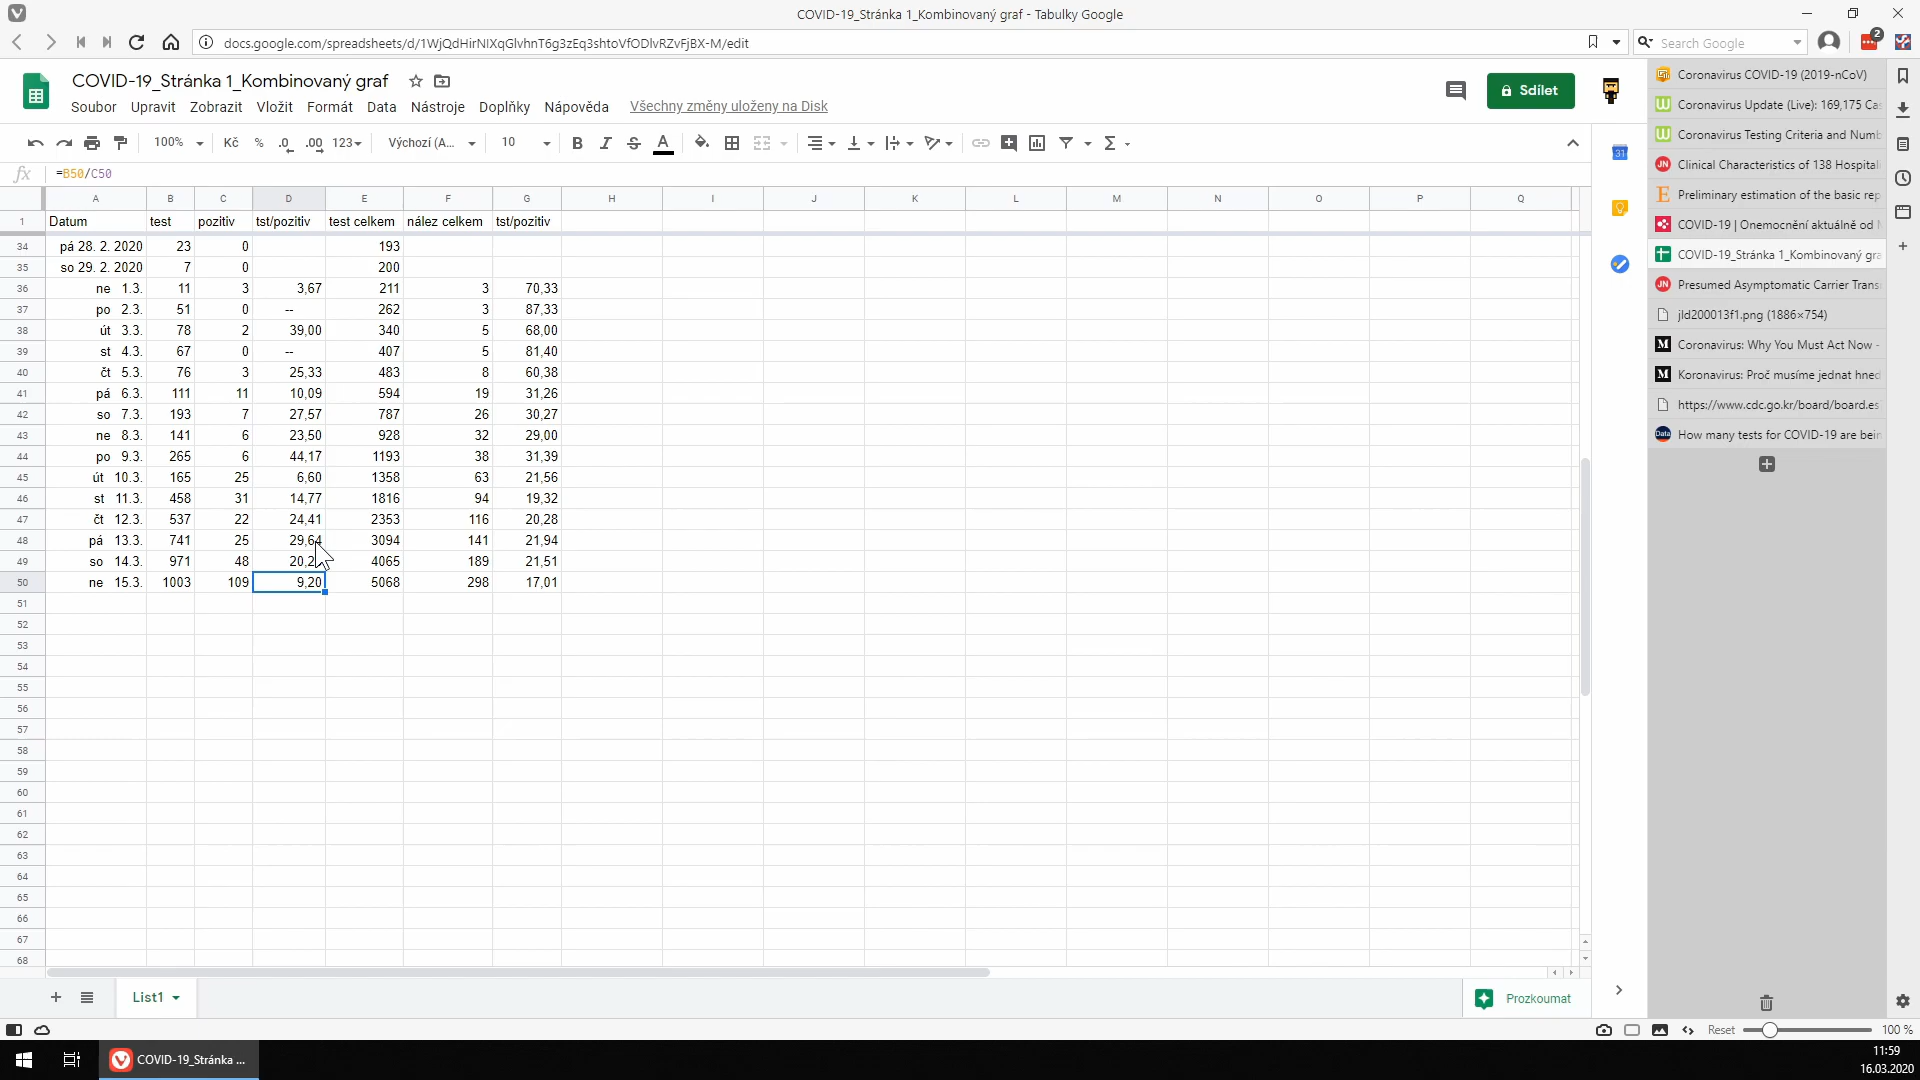 COVID-19_Stránka 1_Kombinovaný graf - Tabulky Google
docs.google.com/spreadsheets/d/1WjQdHirNIXqGlvhnT6g3zEq3shtoVfODlvRZvFjBX-M/edit
Search Google
2
COVID-19_Stránka 1_Kombinovaný graf
Soubor Upravit Zobrazit Vložit Formát Data Nástroje Doplňky Nápověda Všechny změny uloženy na Disk
Sdílet
100% Kč % .0 .00 123 Výchozí (A... 10 B I S A Σ
fx =B50/C50
A B C D E F G H I J K L M N O P Q
1 Datum test pozitiv tst/pozitiv test celkem nález celkem tst/pozitiv
34 pá 28. 2. 2020 23 0 193
35 so 29. 2. 2020 7 0 200
36 ne 1.3. 11 3 3,67 211 3 70,33
37 po 2.3. 51 0 -- 262 3 87,33
38 út 3.3. 78 2 39,00 340 5 68,00
39 st 4.3. 67 0 -- 407 5 81,40
40 čt 5.3. 76 3 25,33 483 8 60,38
41 pá 6.3. 111 11 10,09 594 19 31,26
42 so 7.3. 193 7 27,57 787 26 30,27
43 ne 8.3. 141 6 23,50 928 32 29,00
44 po 9.3. 265 6 44,17 1193 38 31,39
45 út 10.3. 165 25 6,60 1358 63 21,56
46 st 11.3. 458 31 14,77 1816 94 19,32
47 čt 12.3. 537 22 24,41 2353 116 20,28
48 pá 13.3. 741 25 29,64 3094 141 21,94
49 so 14.3. 971 48 20,2 4065 189 21,51
50 ne 15.3. 1003 109 9,20 5068 298 17,01
51
52
53
54
55
56
57
58
59
60
61
62
63
64
65
66
67
68
List1
Prozkoumat
31
Coronavirus COVID-19 (2019-nCoV)
Coronavirus Update (Live): 169,175 Ca
Coronavirus Testing Criteria and Numb
JN Clinical Characteristics of 138 Hospital
E Preliminary estimation of the basic rep
COVID-19 | Onemocnění aktuálně od
COVID-19_Stránka 1_Kombinovaný gra
JN Presumed Asymptomatic Carrier Trans
jld200013f1.png (1886×754)
M Coronavirus: Why You Must Act Now -
M Koronavirus: Proč musíme jednat hned
https://www.cdc.go.kr/board/board.es
Data How many tests for COVID-19 are bein
Reset 100 %
COVID-19_Stránka ...
11:59
16.03.2020